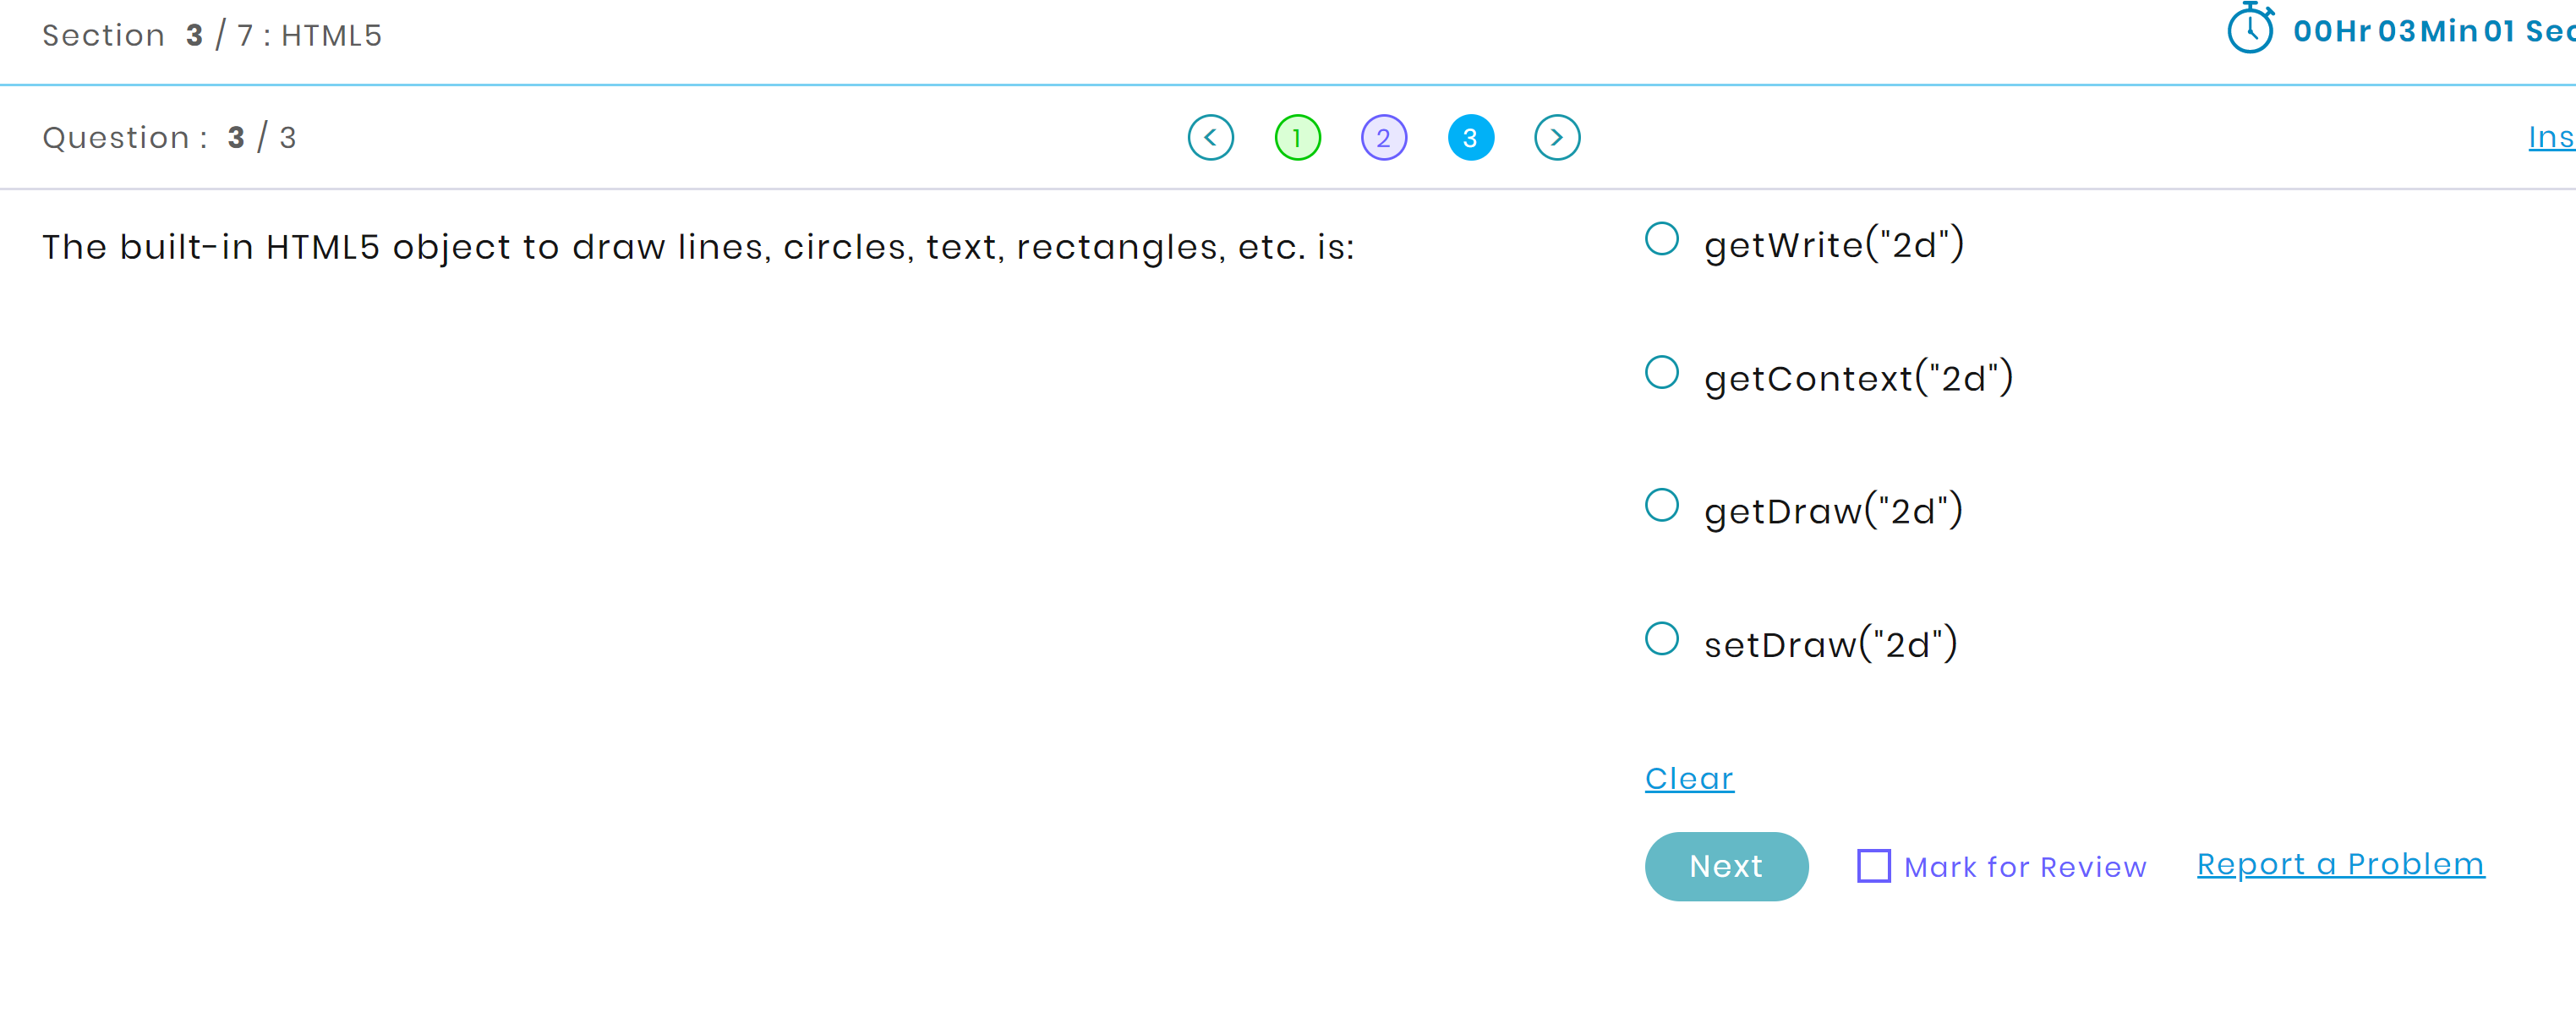 Section 3 / 7 : HTML5
00Hr 03Min 01 Sec
Question : 3 / 3
1 2 3
Ins
The built-in HTML5 object to draw lines, circles, text, rectangles, etc. is:
getWrite("2d")
getContext("2d")
getDraw("2d")
setDraw("2d")
Clear
Next
Mark for Review
Report a Problem